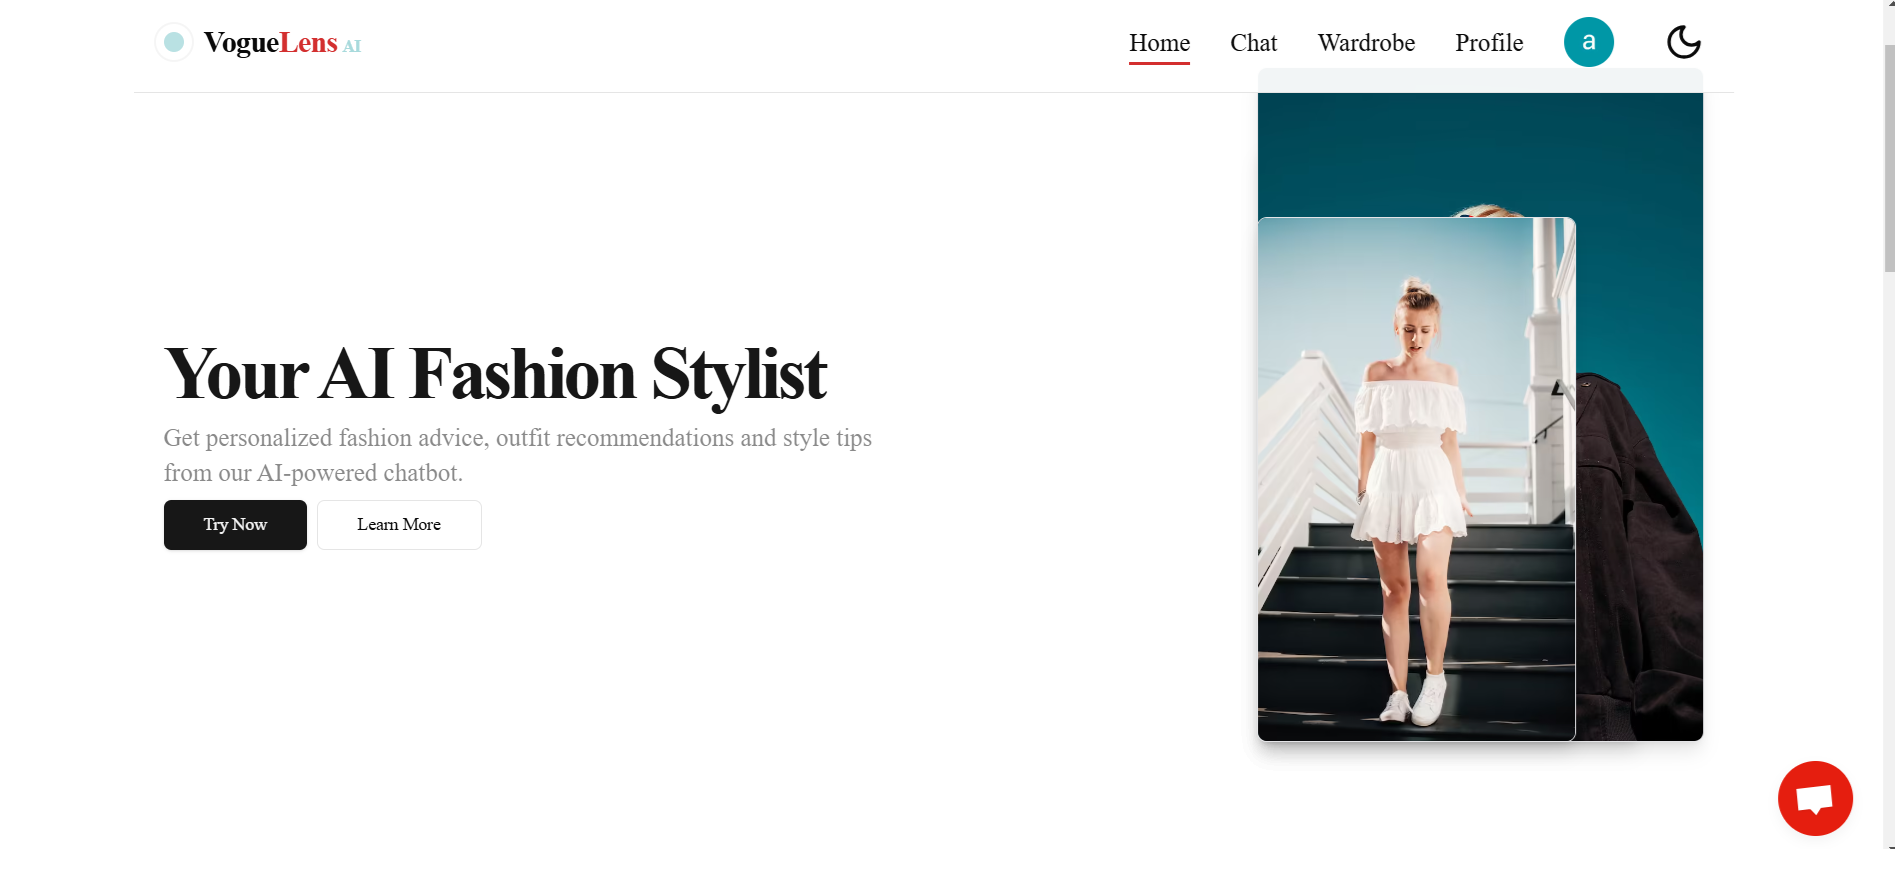 VogueLens AI
Home Chat Wardrobe Profile a
Your AI Fashion Stylist
Get personalized fashion advice, outfit recommendations and style tips
from our AI-powered chatbot.
Try Now Learn More